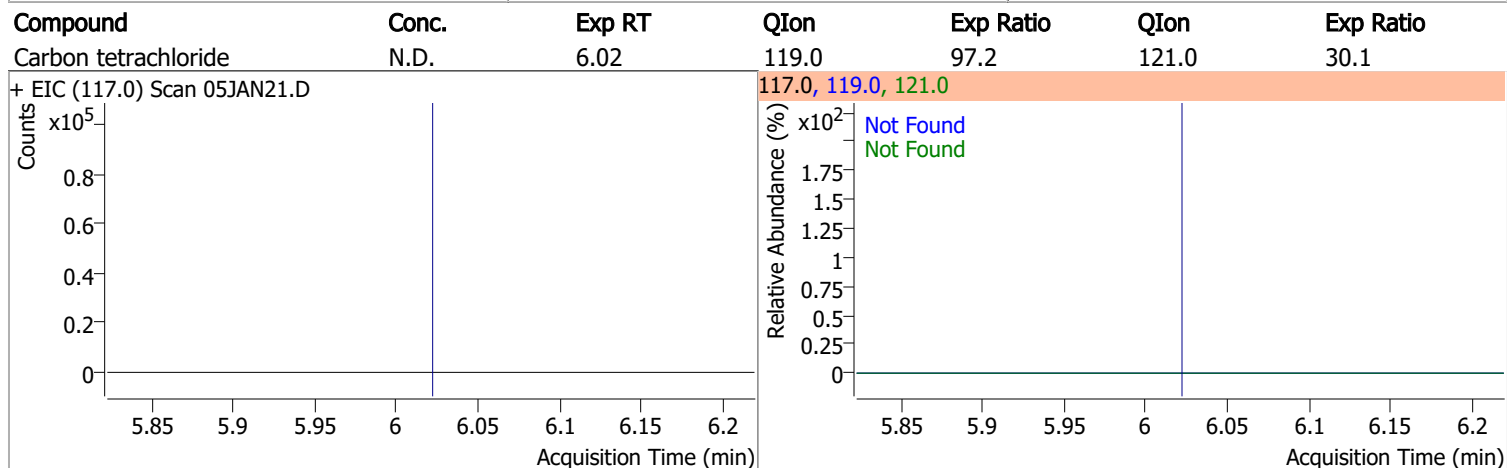 Compound Conc. Exp RT QIon Exp Ratio QIon Exp Ratio
Carbon tetrachloride N.D. 6.02 119.0 97.2 121.0 30.1
+ EIC (117.0) Scan 05JAN21.D
Counts
x10^5
0.8
0.6
0.4
0.2
0
5.85 5.9 5.95 6 6.05 6.1 6.15 6.2
Acquisition Time (min)
117.0, 119.0, 121.0
Relative Abundance (%)
x10^2
Not Found
Not Found
1.75
1.5
1.25
1
0.75
0.5
0.25
0
5.85 5.9 5.95 6 6.05 6.1 6.15 6.2
Acquisition Time (min)